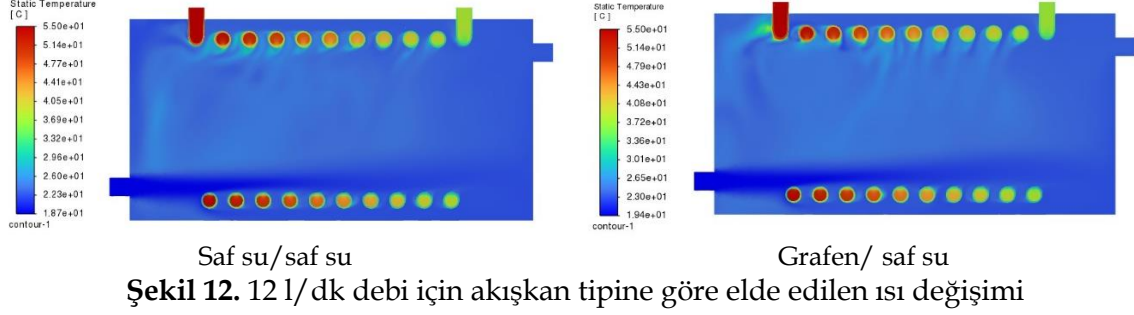 Static Temperature
[ C ]
5.50e+01
5.14e+01
4.77e+01
4.41e+01
4.05e+01
3.69e+01
3.32e+01
2.96e+01
2.60e+01
2.23e+01
1.87e+01
contour-1
Static Temperature
[ C ]
5.50e+01
5.14e+01
4.79e+01
4.43e+01
4.08e+01
3.72e+01
3.36e+01
3.01e+01
2.65e+01
2.30e+01
1.94e+01
contour-1
Saf su/saf su
Grafen/ saf su
Şekil 12. 12 l/dk debi için akışkan tipine göre elde edilen ısı değişimi